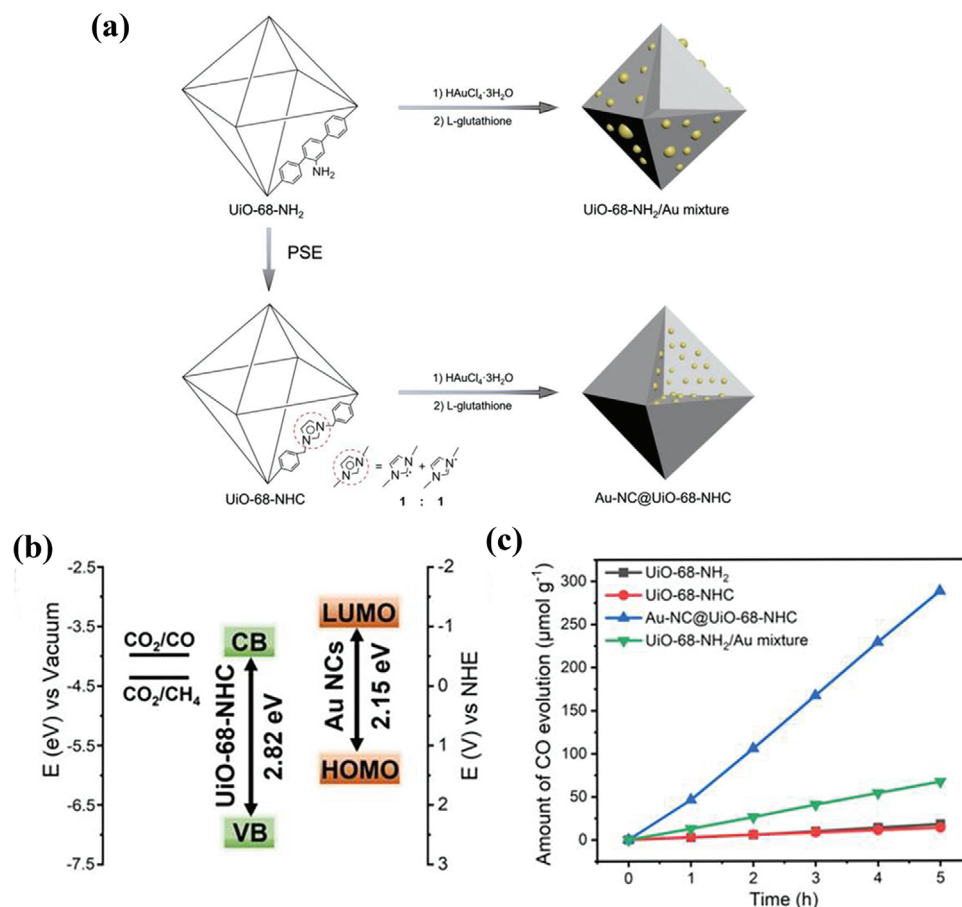 (a)
1) HAuCl4·3H2O
2) L-glutathione
NH2
UiO-68-NH2
UiO-68-NH2/Au mixture
PSE
1) HAuCl4·3H2O
2) L-glutathione
N
N
N
N
=
N
N
+
N
N
1 : 1
UiO-68-NHC
Au-NC@UiO-68-NHC
(b)
E (eV) vs Vacuum
-2.5
-3.5
-4.5
-5.5
-6.5
-7.5
CO2/CO
CO2/CH4
CB
UiO-68-NHC
2.82 eV
VB
LUMO
Au NCs
2.15 eV
HOMO
-2
-1
0
1
2
3
E (V) vs NHE
(c)
Amount of CO evolution (μmol g-1)
300
250
200
150
100
50
0
UiO-68-NH2
UiO-68-NHC
Au-NC@UiO-68-NHC
UiO-68-NH2/Au mixture
0 1 2 3 4 5
Time (h)